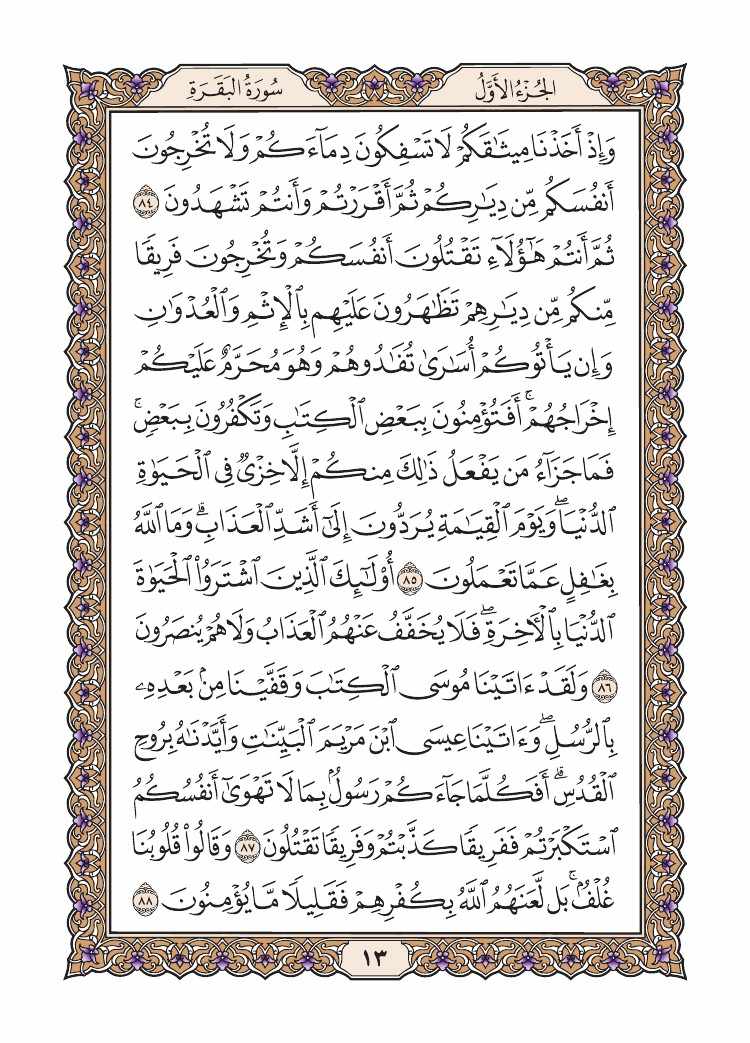 الجُزْءُ الأَوَّلُ
سُورَةُ البَقَرَةِ
وَإِذۡ أَخَذۡنَا مِيثَٰقَكُمۡ لَا تَسۡفِكُونَ دِمَآءَكُمۡ وَلَا تُخۡرِجُونَ
أَنفُسَكُم مِّن دِيَٰرِكُمۡ ثُمَّ أَقۡرَرۡتُمۡ وَأَنتُمۡ تَشۡهَدُونَ ٨٤
ثُمَّ أَنتُمۡ هَٰٓؤُلَآءِ تَقۡتُلُونَ أَنفُسَكُمۡ وَتُخۡرِجُونَ فَرِيقٗا
مِّنكُم مِّن دِيَٰرِهِمۡ تَظَٰهَرُونَ عَلَيۡهِم بِٱلۡإِثۡمِ وَٱلۡعُدۡوَٰنِ
وَإِن يَأۡتُوكُمۡ أُسَٰرَىٰ تُفَٰدُوهُمۡ وَهُوَ مُحَرَّمٌ عَلَيۡكُمۡ
إِخۡرَاجُهُمۡۚ أَفَتُؤۡمِنُونَ بِبَعۡضِ ٱلۡكِتَٰبِ وَتَكۡفُرُونَ بِبَعۡضٖۚ
فَمَا جَزَآءُ مَن يَفۡعَلُ ذَٰلِكَ مِنكُمۡ إِلَّا خِزۡيٞ فِي ٱلۡحَيَوٰةِ
ٱلدُّنۡيَاۖ وَيَوۡمَ ٱلۡقِيَٰمَةِ يُرَدُّونَ إِلَىٰٓ أَشَدِّ ٱلۡعَذَابِۗ وَمَا ٱللَّهُ
بِغَٰفِلٍ عَمَّا تَعۡمَلُونَ ٨٥ أُوْلَٰٓئِكَ ٱلَّذِينَ ٱشۡتَرَوُاْ ٱلۡحَيَوٰةَ
ٱلدُّنۡيَا بِٱلۡأٓخِرَةِۖ فَلَا يُخَفَّفُ عَنۡهُمُ ٱلۡعَذَابُ وَلَا هُمۡ يُنصَرُونَ
٨٦ وَلَقَدۡ ءَاتَيۡنَا مُوسَى ٱلۡكِتَٰبَ وَقَفَّيۡنَا مِنۢ بَعۡدِهِۦ
بِٱلرُّسُلِۖ وَءَاتَيۡنَا عِيسَى ٱبۡنَ مَرۡيَمَ ٱلۡبَيِّنَٰتِ وَأَيَّدۡنَٰهُ بِرُوحِ
ٱلۡقُدُسِۗ أَفَكُلَّمَا جَآءَكُمۡ رَسُولُۢ بِمَا لَا تَهۡوَىٰٓ أَنفُسُكُمُ
ٱسۡتَكۡبَرۡتُمۡ فَفَرِيقٗا كَذَّبۡتُمۡ وَفَرِيقٗا تَقۡتُلُونَ ٨٧ وَقَالُواْ قُلُوبُنَا
غُلۡفُۢۚ بَل لَّعَنَهُمُ ٱللَّهُ بِكُفۡرِهِمۡ فَقَلِيلٗا مَّا يُؤۡمِنُونَ ٨٨
١٣